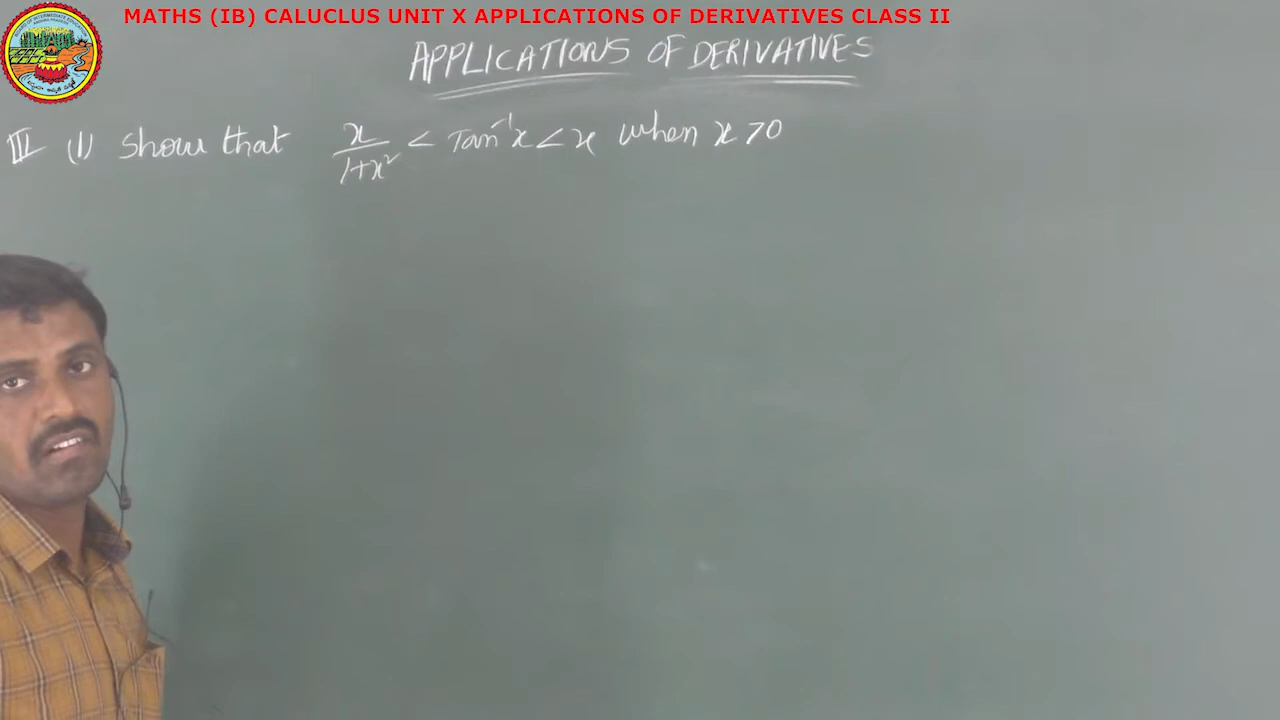 MATHS (IB) CALUCLUS UNIT X APPLICATIONS OF DERIVATIVES CLASS II
APPLICATIONS OF DERIVATIVES
III (1) Show that x/1+x² < Tan⁻¹x < x when x > 0